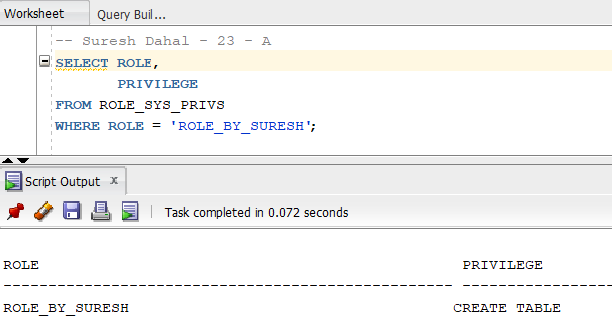 Worksheet Query Buil...
-- Suresh Dahal - 23 - A
SELECT ROLE,
PRIVILEGE
FROM ROLE_SYS_PRIVS
WHERE ROLE = 'ROLE_BY_SURESH';
Script Output x
Task completed in 0.072 seconds
ROLE PRIVILEGE
-------------------------------------------------- -----------------
ROLE_BY_SURESH CREATE TABLE